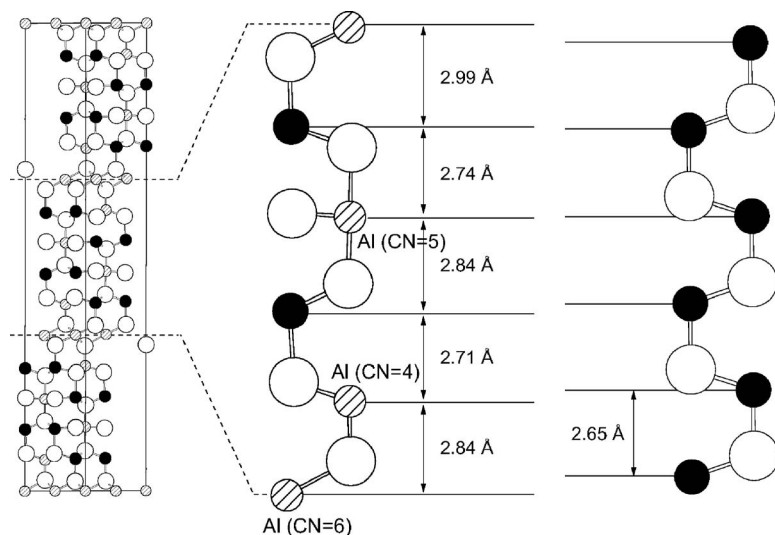 2.99 Å
2.74 Å
Al (CN=5)
2.84 Å
Al (CN=4)
2.71 Å
2.84 Å
2.65 Å
Al (CN=6)